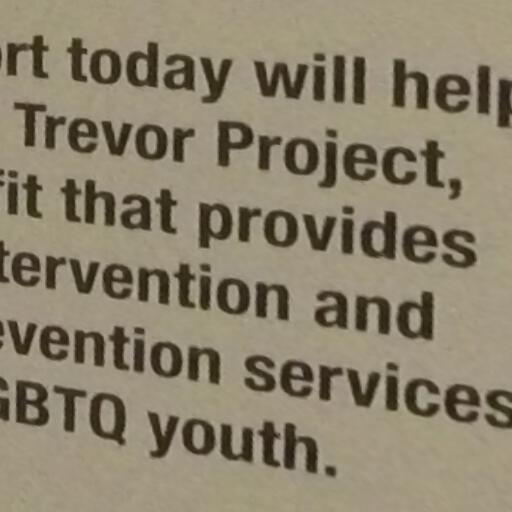 ort today will help
Trevor Project,
fit that provides
tervention and
evention services
GBTQ youth.